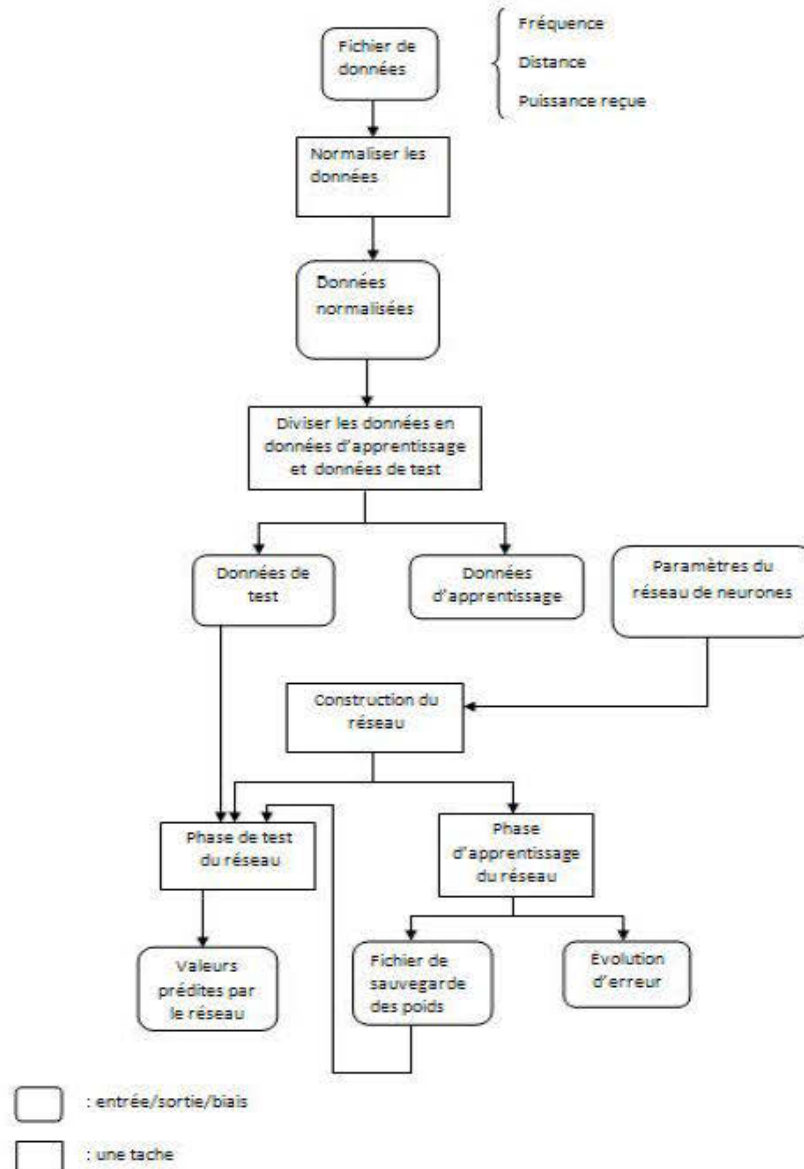 Fichier de
données
Fréquence
Distance
Puissance reçue
Normaliser les
données
Données
normalisées
Diviser les données en
données d'apprentissage
et données de test
Données de
test
Données
d'apprentissage
Paramètres du
réseau de neurones
Construction du
réseau
Phase de test
du réseau
Phase
d'apprentissage
du réseau
Valeurs
prédites par
le réseau
Fichier de
sauvegarde
des poids
Évolution
d'erreur
: entrée/sortie/biais
: une tache